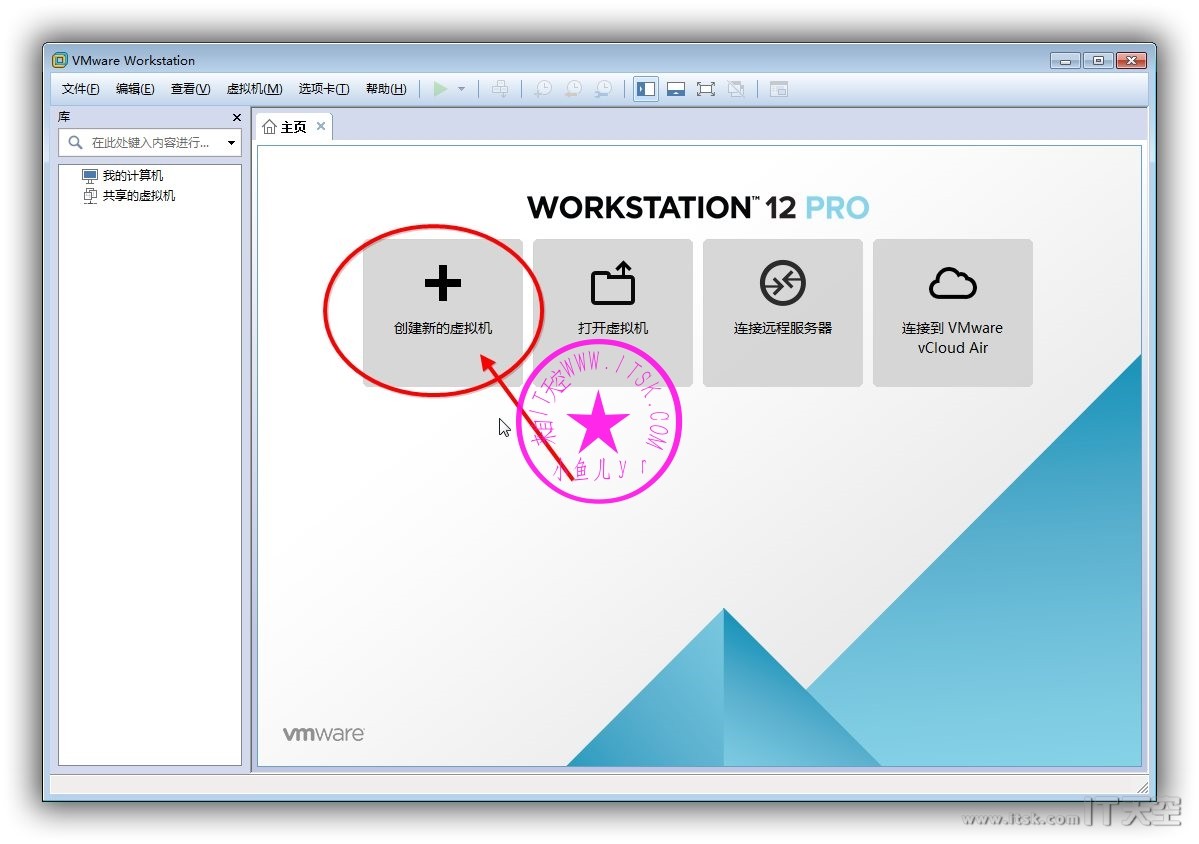 VMware Workstation
文件(F) 编辑(E) 查看(V) 虚拟机(M) 选项卡(T) 帮助(H)
库
在此处键入内容进行...
我的计算机
共享的虚拟机
主页
WORKSTATION™ 12 PRO
创建新的虚拟机
打开虚拟机
连接远程服务器
连接到 VMware
vCloud Air
IT天空WWW.ITSK.COM
小鱼儿yr
vmware
www.itsk.com IT天空